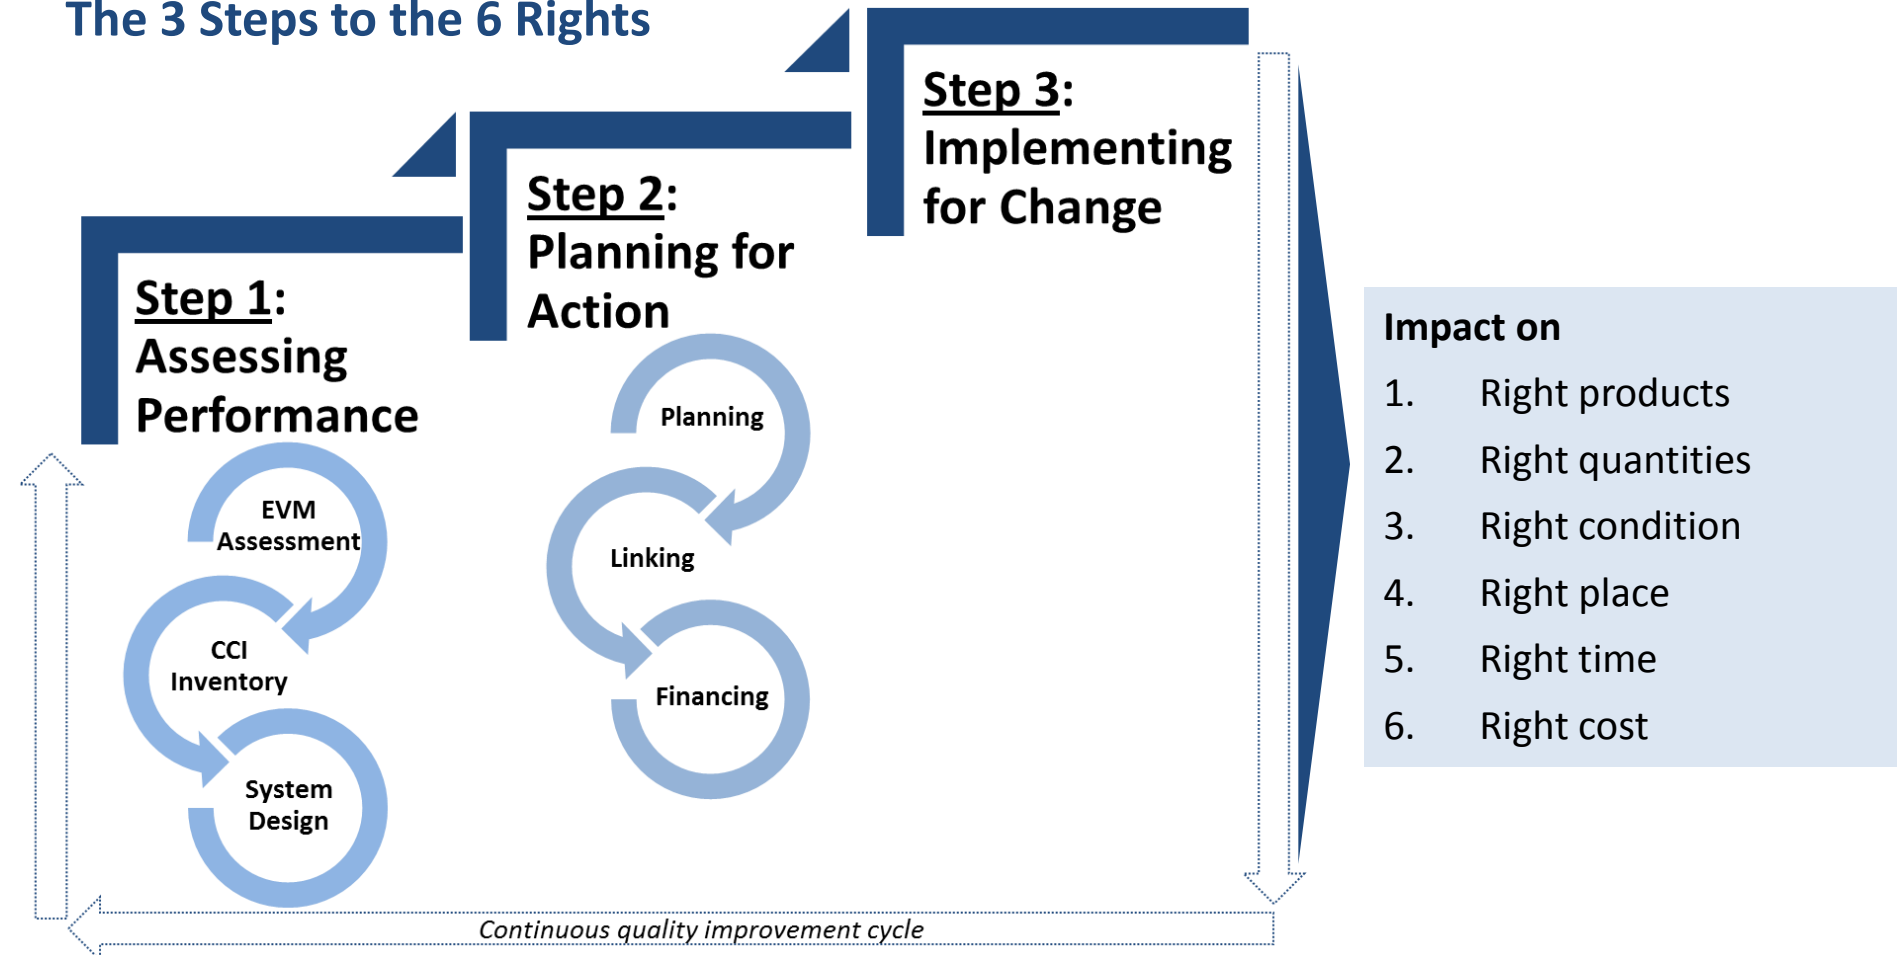 The 3 Steps to the 6 Rights
Step 1:
Assessing
Performance
EVM
Assessment
CCI
Inventory
System
Design
Step 2:
Planning for
Action
Planning
Linking
Financing
Step 3:
Implementing
for Change
Impact on
1. Right products
2. Right quantities
3. Right condition
4. Right place
5. Right time
6. Right cost
Continuous quality improvement cycle